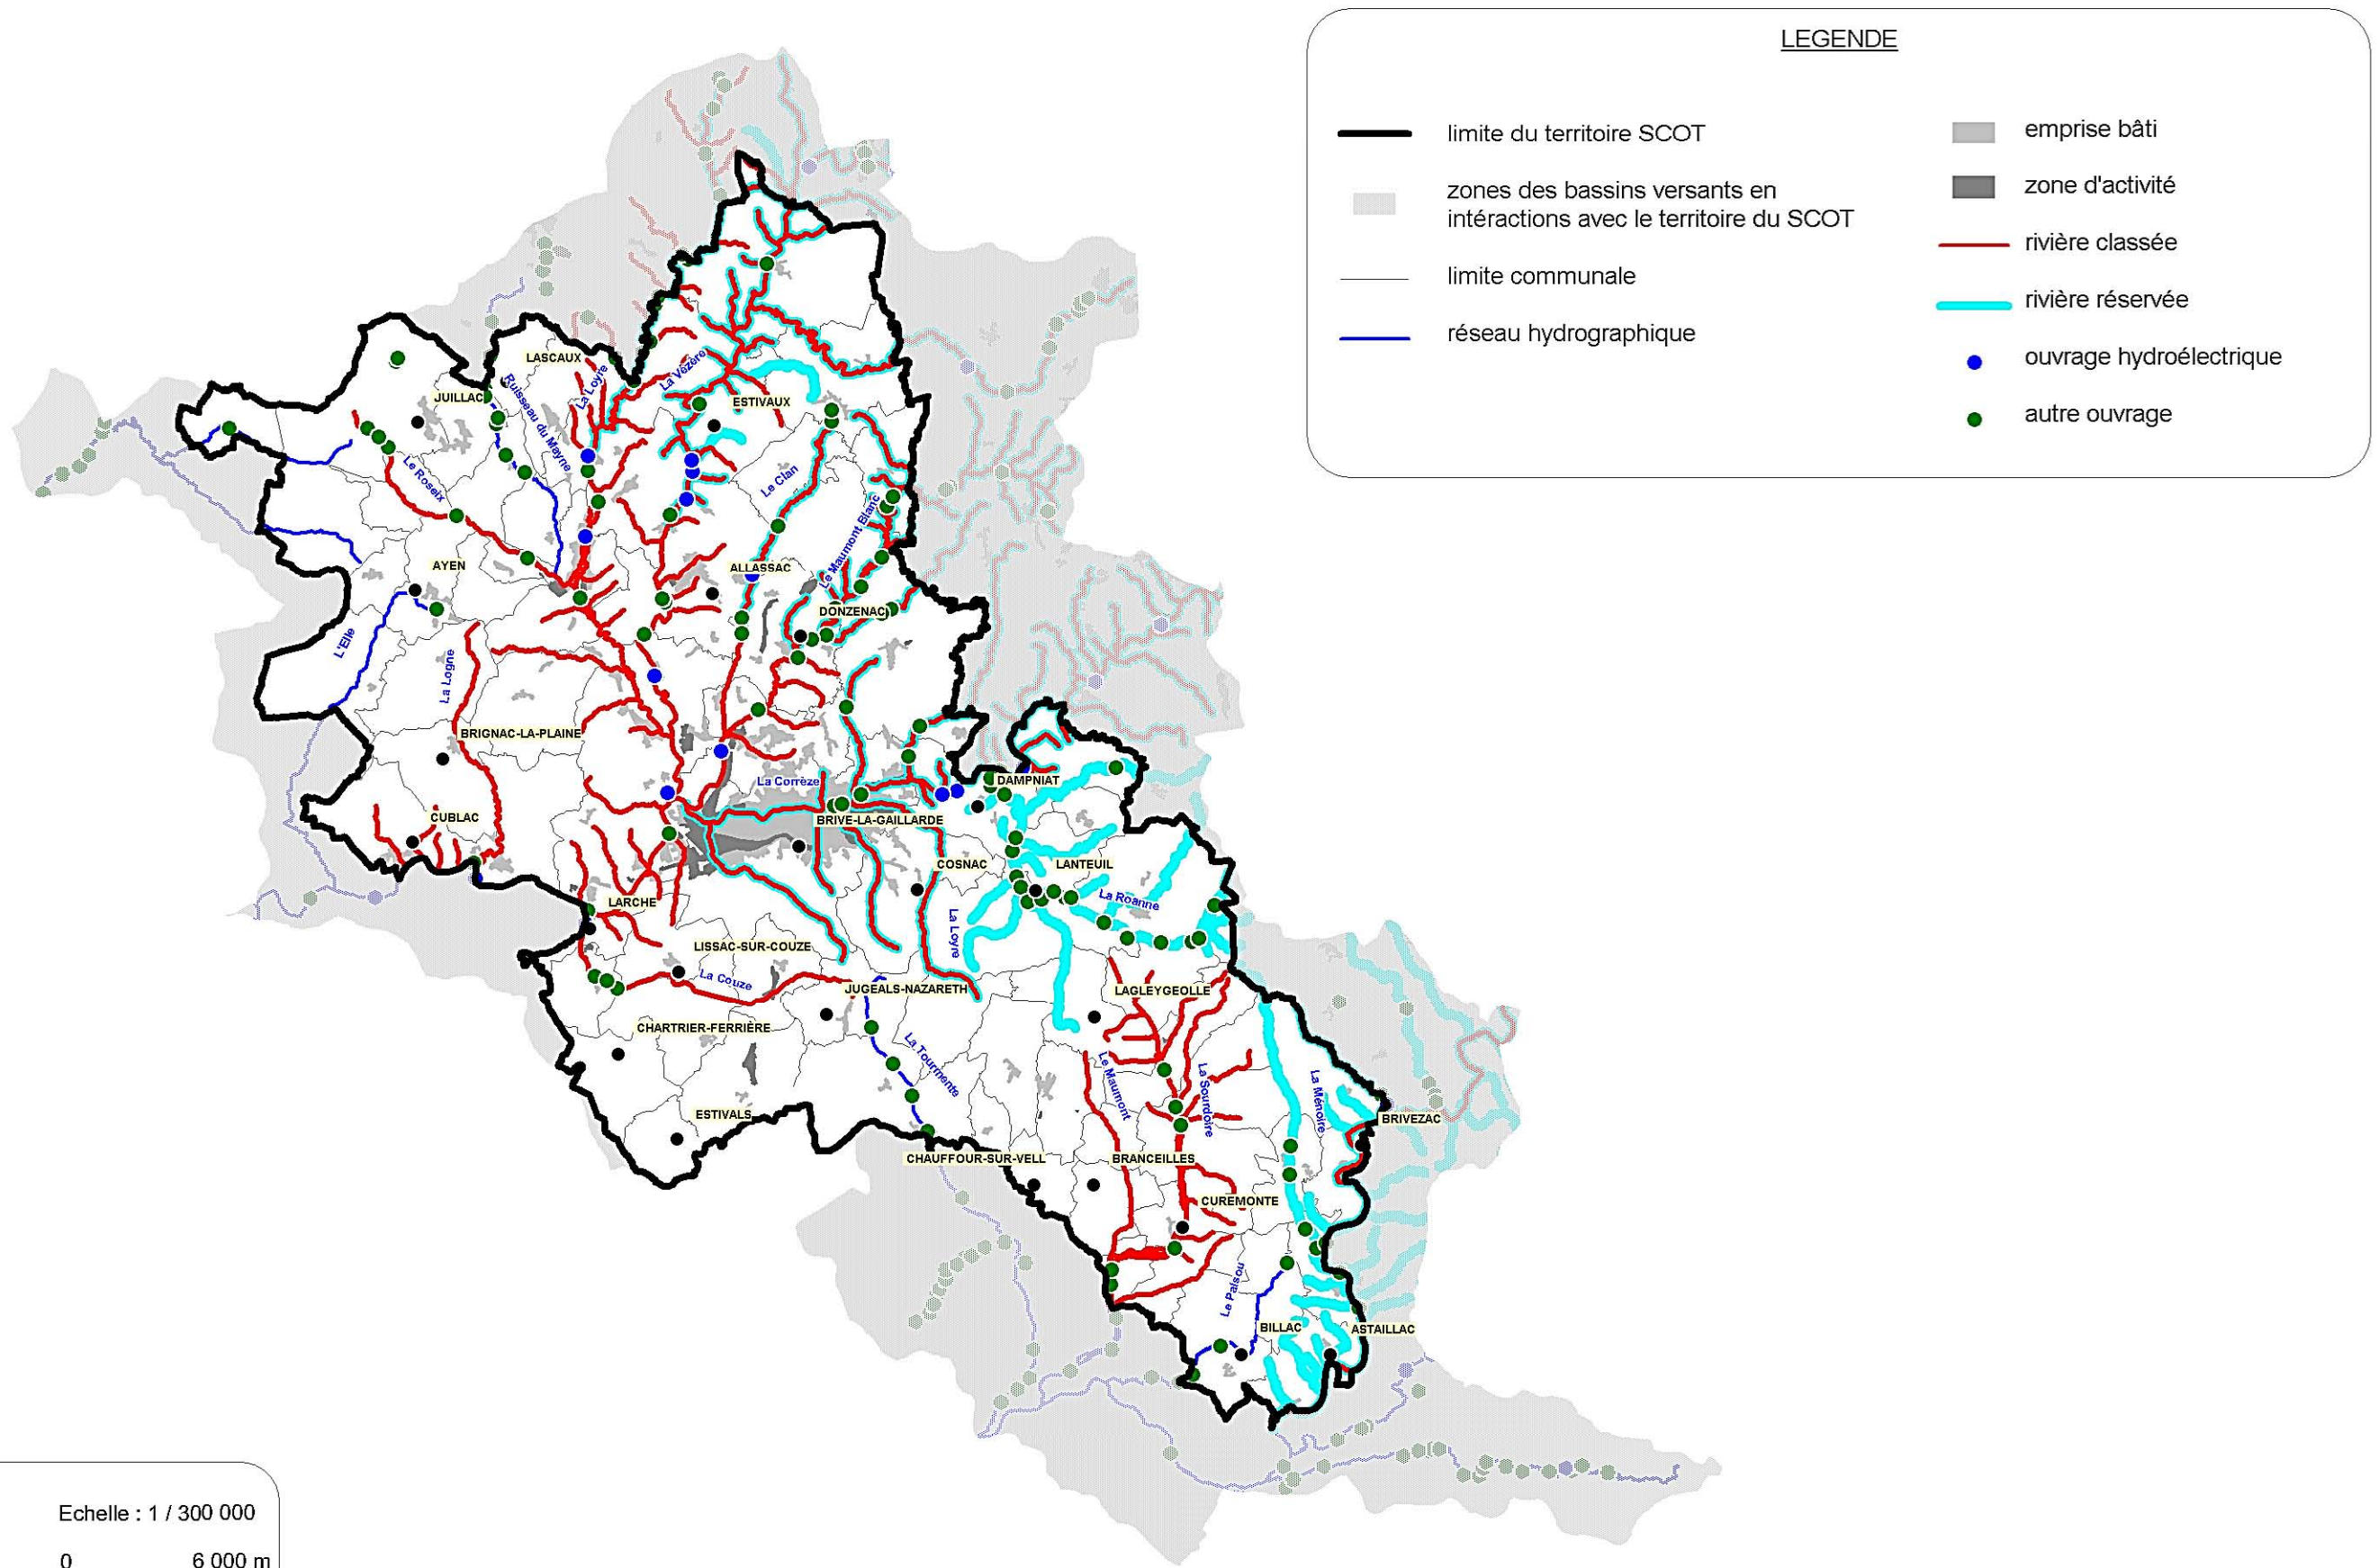 LEGENDE
limite du territoire SCOT
zones des bassins versants en
intéractions avec le territoire du SCOT
limite communale
réseau hydrographique
emprise bâti
zone d'activité
rivière classée
rivière réservée
ouvrage hydroélectrique
autre ouvrage
LASCAUX
La Loyre
La Vézère
JUILLAC
Ruisseau du Mayne
ESTIVAUX
Le Roseix
Le Clan
Le Maumont Blanc
AYEN
ALLASSAC
DONZENAC
L'Elle
La Logne
BRIGNAC-LA-PLAINE
La Corrèze
DAMPNIAT
CUBLAC
BRIVE-LA-GAILLARDE
COSNAC
LANTEUIL
LARCHE
La Roanne
La Loyre
LISSAC-SUR-COUZE
La Couze
JUGEALS-NAZARETH
LAGLEYGEOLLE
CHARTRIER-FERRIÈRE
La Tourmente
Le Maumont
La Sourdoire
La Ménoire
ESTIVALS
BRIVEZAC
CHAUFFOUR-SUR-VELL
BRANCEILLES
CUREMONTE
Le Palsou
BILLAC
ASTAILLAC
Echelle : 1 / 300 000
0 6 000 m